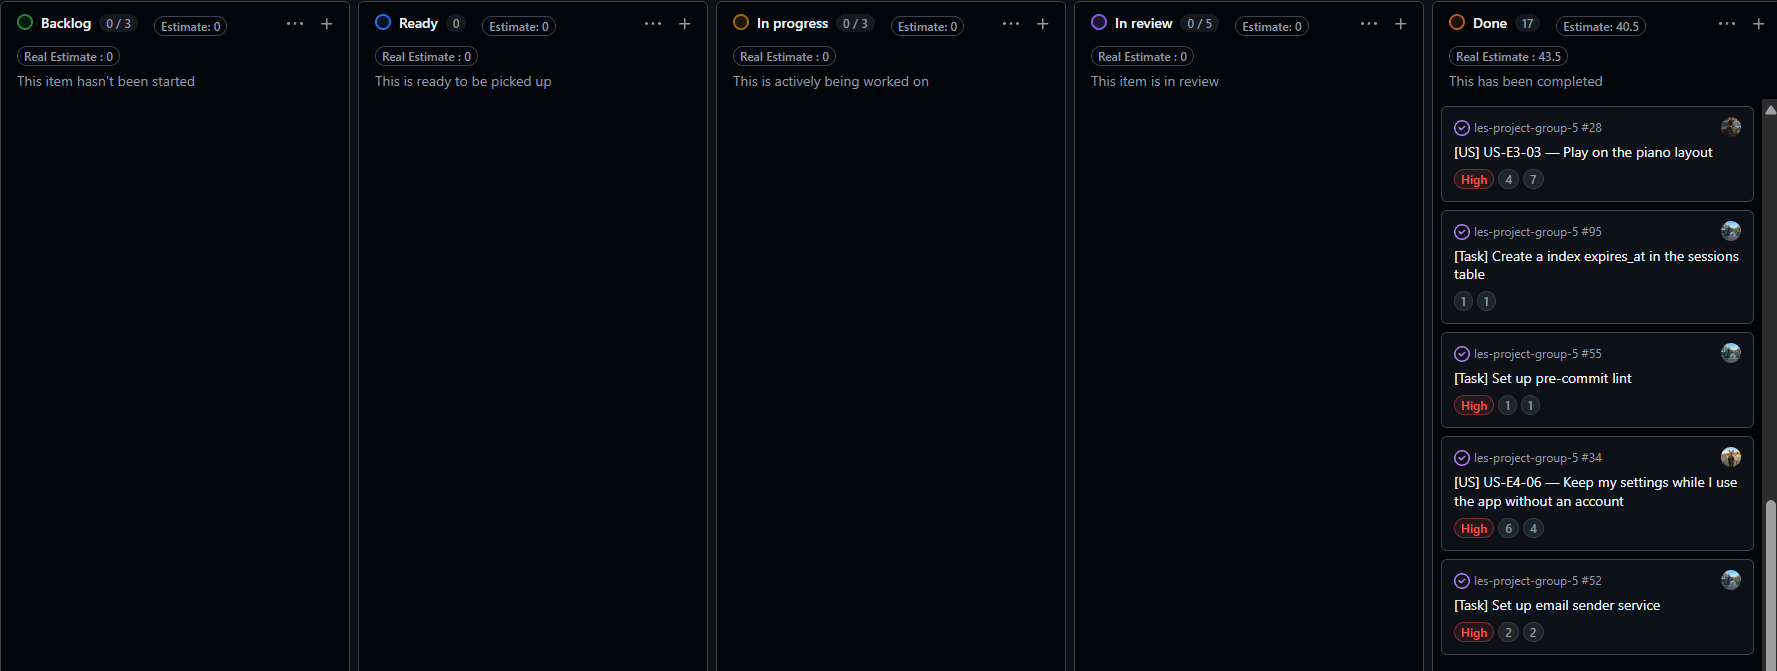 Backlog 0 / 3 Estimate: 0
Real Estimate : 0
This item hasn't been started
Ready 0 Estimate: 0
Real Estimate : 0
This is ready to be picked up
In progress 0 / 3 Estimate: 0
Real Estimate : 0
This is actively being worked on
In review 0 / 5 Estimate: 0
Real Estimate : 0
This item is in review
Done 17 Estimate: 40.5
Real Estimate : 43.5
This has been completed
les-project-group-5 #28
[US] US-E3-03 — Play on the piano layout
High 4 7
les-project-group-5 #95
[Task] Create a index expires_at in the sessions
table
1 1
les-project-group-5 #55
[Task] Set up pre-commit lint
High 1 1
les-project-group-5 #34
[US] US-E4-06 — Keep my settings while I use
the app without an account
High 6 4
les-project-group-5 #52
[Task] Set up email sender service
High 2 2